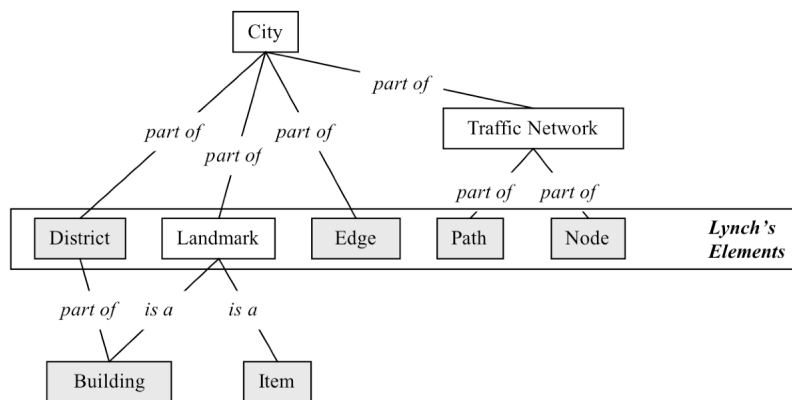 City
part of
part of
part of
part of
Traffic Network
part of
part of
District
Landmark
Edge
Path
Node
Lynch's
Elements
part of
is a
is a
Building
Item